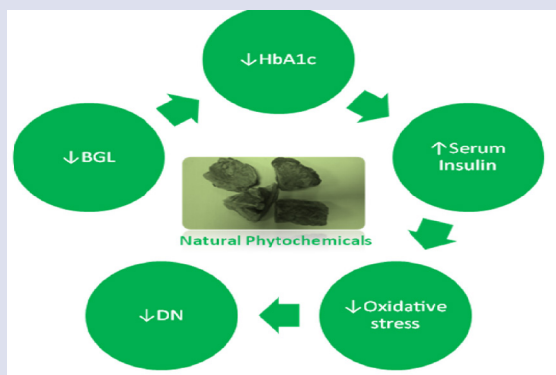 ↓HbA1c
↓BGL
↑Serum
Insulin
Natural Phytochemicals
↓DN
↓Oxidative
stress